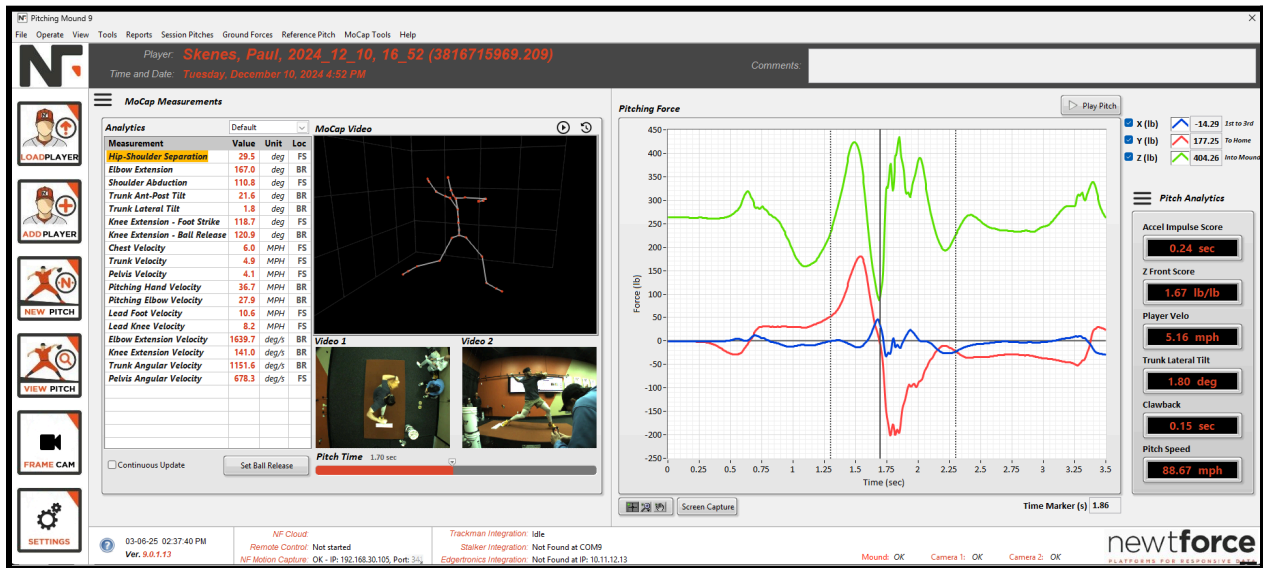 Pitching Mound 9
File Operate View Tools Reports Session Pitches Ground Forces Reference Pitch MoCap Tools Help
NF
Player: Skenes, Paul, 2024_12_10, 16_52 (3816715969.209)
Time and Date: Tuesday, December 10, 2024 4:52 PM
Comments:
LOADPLAYER
ADD PLAYER
NEW PITCH
VIEW PITCH
FRAME CAM
SETTINGS
MoCap Measurements
Analytics Default MoCap Video
Measurement Value Unit Loc
Hip-Shoulder Separation 29.5 deg FS
Elbow Extension 167.0 deg BR
Shoulder Abduction 110.8 deg FS
Trunk Ant-Post Tilt 21.6 deg BR
Trunk Lateral Tilt 1.8 deg BR
Knee Extension - Foot Strike 118.7 deg FS
Knee Extension - Ball Release 120.9 deg BR
Chest Velocity 6.0 MPH FS
Trunk Velocity 4.9 MPH FS
Pelvis Velocity 4.1 MPH FS
Pitching Hand Velocity 36.7 MPH BR
Pitching Elbow Velocity 27.9 MPH BR
Lead Foot Velocity 10.6 MPH FS
Lead Knee Velocity 8.2 MPH FS
Elbow Extension Velocity 1639.7 deg/s BR
Knee Extension Velocity 141.0 deg/s BR
Trunk Angular Velocity 1151.6 deg/s BR
Pelvis Angular Velocity 678.3 deg/s FS
Video 1 Video 2
Continuous Update Set Ball Release
Pitch Time 1.70 sec
Pitching Force
Play Pitch
Force (lb)
450
400
350
300
250
200
150
100
50
0
-50
-100
-150
-200
-250
0 0.25 0.5 0.75 1 1.25 1.5 1.75 2 2.25 2.5 2.75 3 3.25 3.5
Time (sec)
Screen Capture
Time Marker (s) 1.86
X (lb) -14.29 1st to 3rd
Y (lb) 177.25 To Home
Z (lb) 404.26 Into Mound
Pitch Analytics
Accel Impulse Score
0.24 sec
Z Front Score
1.67 lb/lb
Player Velo
5.16 mph
Trunk Lateral Tilt
1.80 deg
Clawback
0.15 sec
Pitch Speed
88.67 mph
03-06-25 02:37:40 PM
Ver. 9.0.1.13
NF Cloud:
Remote Control: Not started
NF Motion Capture: OK - IP: 192.168.30.105, Port:
Trackman Integration: Idle
Stalker Integration: Not Found at COM9
Edgertronics Integration: Not Found at IP: 10.11.12.13
Mound: OK Camera 1: OK Camera 2: OK
newtforce
PLATFORMS FOR RESPONSIVE DATA